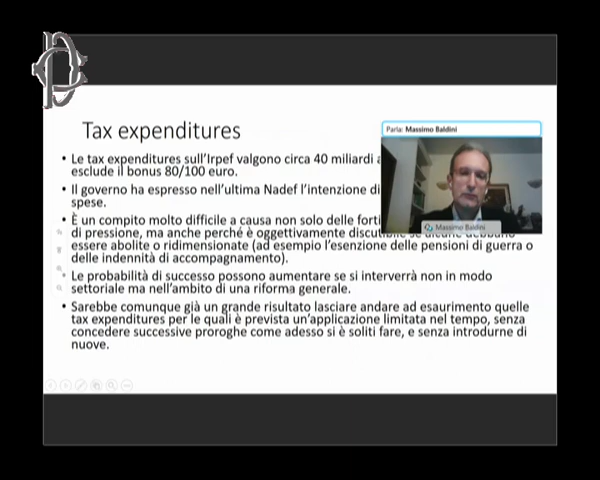 Tax expenditures
Parla: Massimo Baldini
• Le tax expenditures sull'Irpef valgono circa 40 miliardi
esclude il bonus 80/100 euro.
• Il governo ha espresso nell'ultima Nadef l'intenzione di
spese.
• È un compito molto difficile a causa non solo delle forti
di pressione, ma anche perché è oggettivamente
essere abolite o ridimensionate (ad esempio l'esenzione delle pensioni di guerra o
delle indennità di accompagnamento).
• Le probabilità di successo possono aumentare se si interverrà non in modo
settoriale ma nell'ambito di una riforma generale.
• Sarebbe comunque già un grande risultato lasciare andare ad esaurimento quelle
tax expenditures per le quali è prevista un'applicazione limitata nel tempo, senza
concedere successive proroghe come adesso si è soliti fare, e senza introdurne di
nuove.
Massimo Baldini